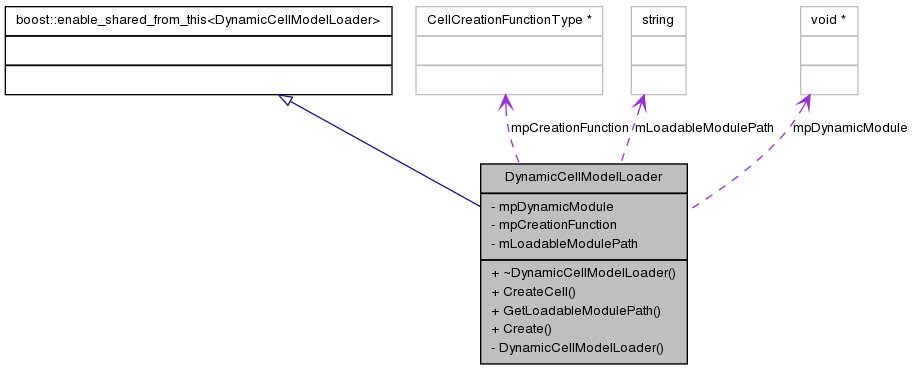 boost::enable_shared_from_this<DynamicCellModelLoader>
CellCreationFunctionType *
string
void *
mpCreationFunction
mLoadableModulePath
mpDynamicModule
DynamicCellModelLoader
- mpDynamicModule
- mpCreationFunction
- mLoadableModulePath
+ ~DynamicCellModelLoader()
+ CreateCell()
+ GetLoadableModulePath()
+ Create()
- DynamicCellModelLoader()